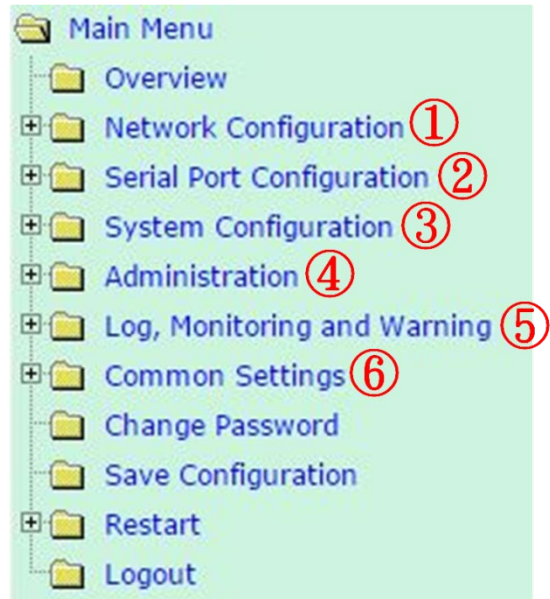 Main Menu
Overview
Network Configuration ①
Serial Port Configuration ②
System Configuration ③
Administration ④
Log, Monitoring and Warning ⑤
Common Settings ⑥
Change Password
Save Configuration
Restart
Logout